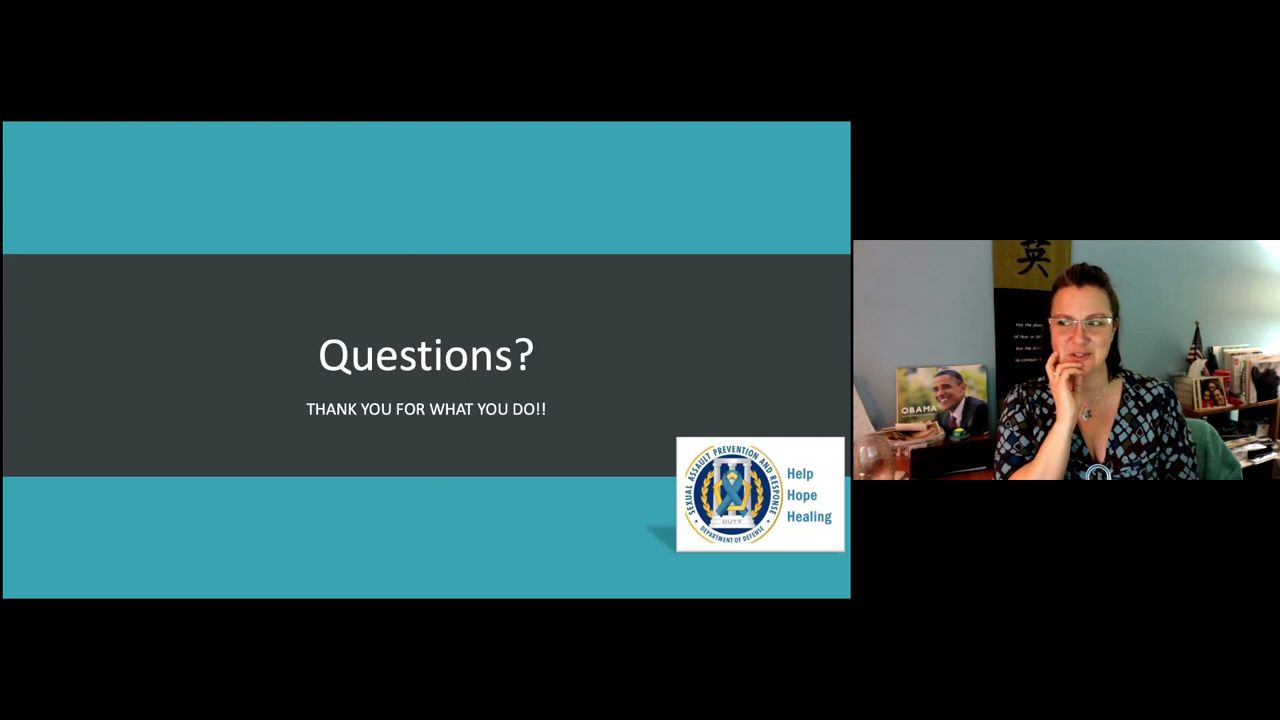 Questions?
THANK YOU FOR WHAT YOU DO!!
SEXUAL ASSAULT PREVENTION AND RESPONSE
DUTY
DEPARTMENT OF DEFENSE
Help
Hope
Healing
英
OBAMA